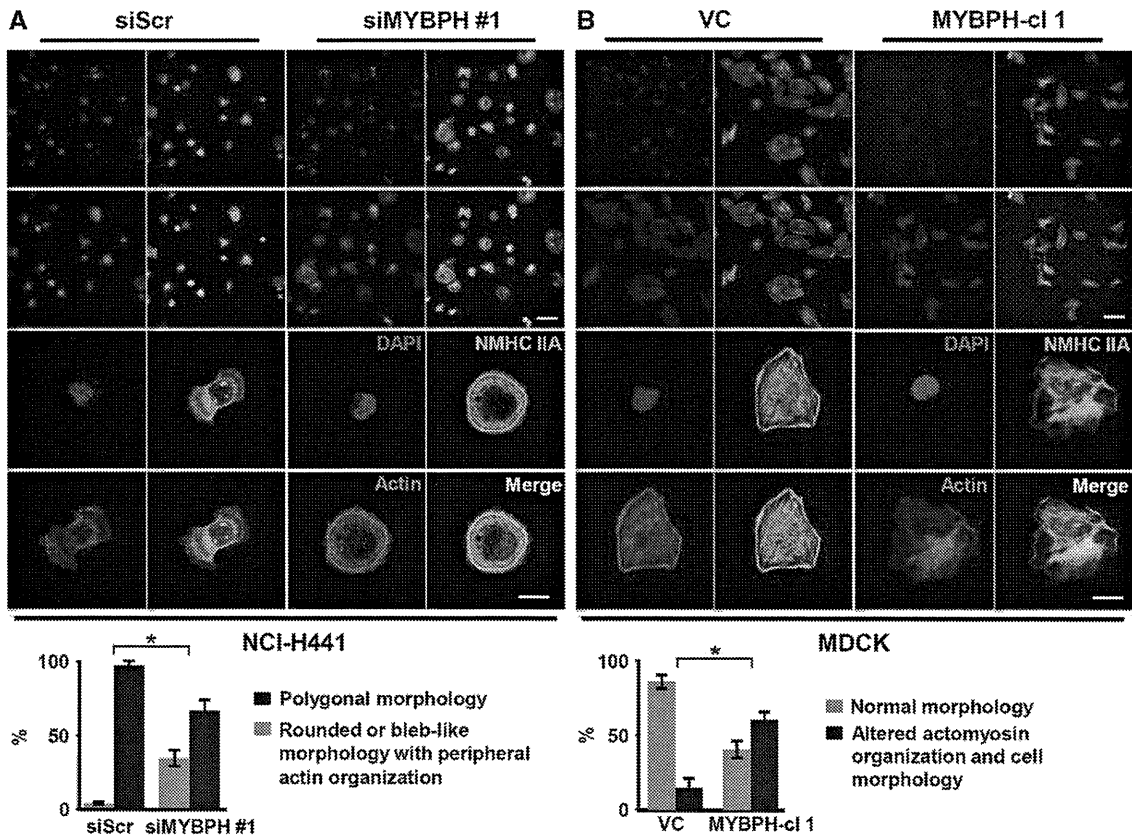 A
siScr
siMYBPH #1
B
VC
MYBPH-cl 1
DAPI
NMHC IIA
Actin
Merge
DAPI
NMHC IIA
Actin
Merge
NCI-H441
100
50
0
%
*
siScr
siMYBPH #1
Polygonal morphology
Rounded or bleb-like
morphology with peripheral
actin organization
MDCK
100
50
0
%
*
VC
MYBPH-cl 1
Normal morphology
Altered actomyosin
organization and cell
morphology